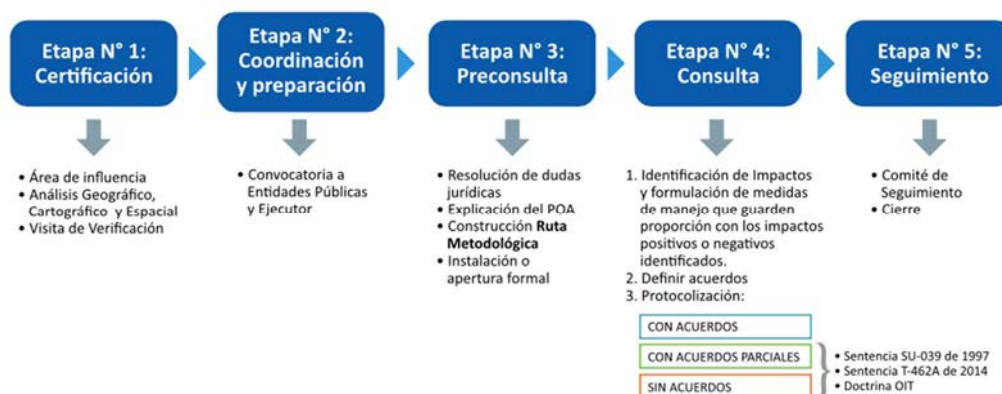 Etapa N° 1:
Certificación
Etapa N° 2:
Coordinación
y preparación
Etapa N° 3:
Preconsulta
Etapa N° 4:
Consulta
Etapa N° 5:
Seguimiento
• Área de influencia
• Análisis Geográfico,
Cartográfico y Espacial
• Visita de Verificación
• Convocatoria a
Entidades Públicas
y Ejecutor
• Resolución de dudas
jurídicas
• Explicación del POA
• Construcción Ruta
Metodológica
• Instalación o
apertura formal
1. Identificación de Impactos
y formulación de medidas
de manejo que guarden
proporción con los impactos
positivos o negativos
identificados.
2. Definir acuerdos
3. Protocolización:
CON ACUERDOS
CON ACUERDOS PARCIALES
SIN ACUERDOS
• Sentencia SU-039 de 1997
• Sentencia T-462A de 2014
• Doctrina OIT
• Comité de
Seguimiento
• Cierre